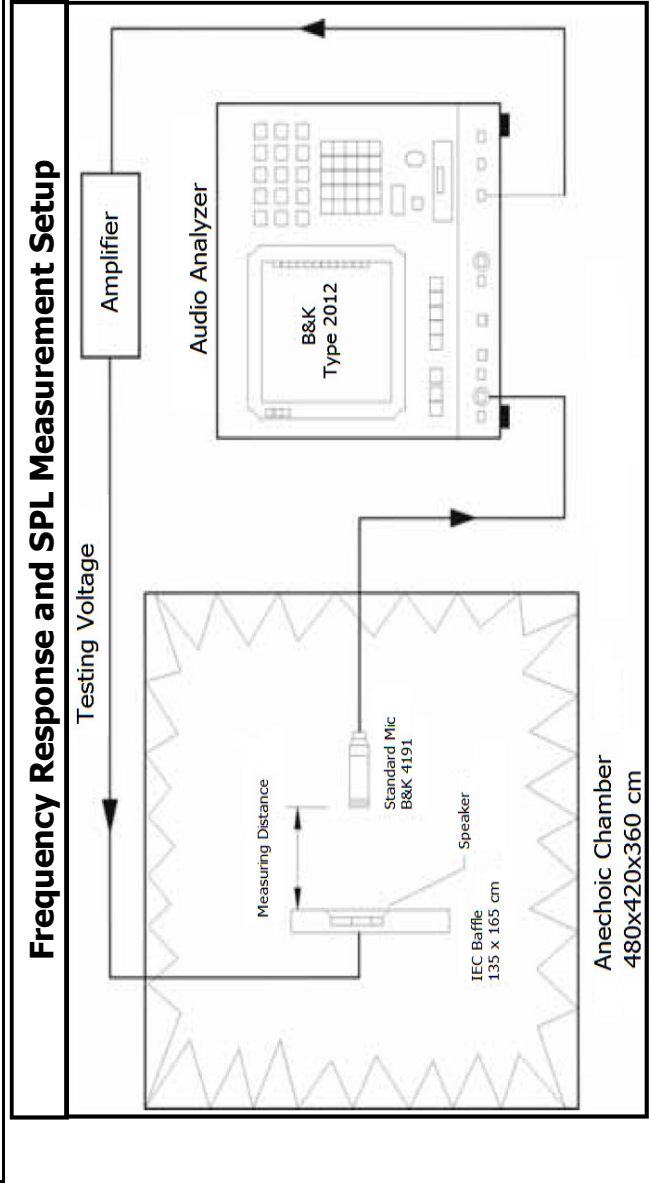 Frequency Response and SPL Measurement Setup
Testing Voltage
Amplifier
Audio Analyzer
B&K
Type 2012
Measuring Distance
Standard Mic
B&K 4191
Speaker
IEC Baffle
135 x 165 cm
Anechoic Chamber
480x420x360 cm